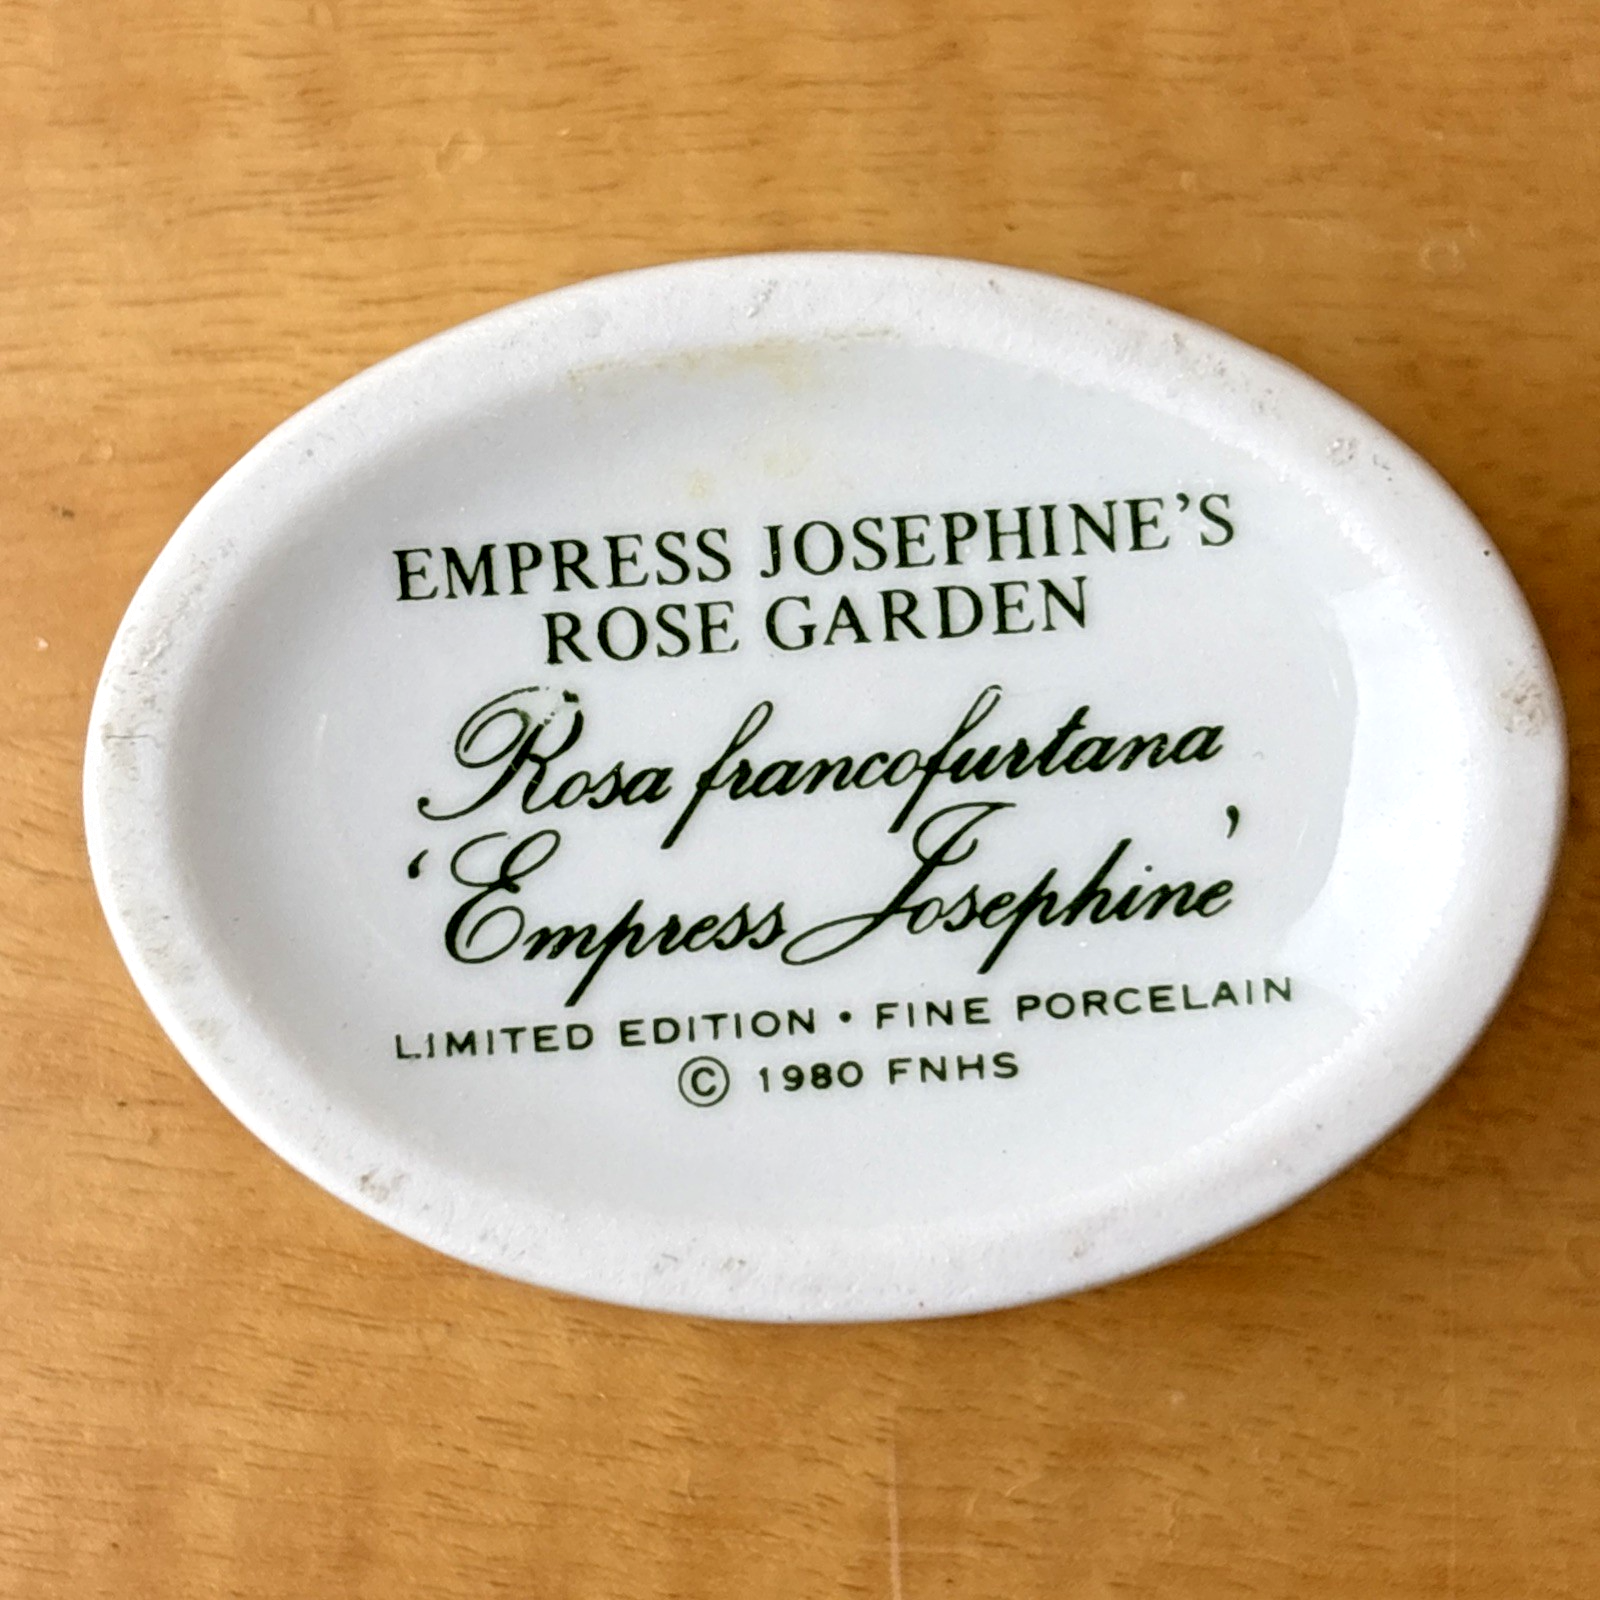 EMPRESS JOSEPHINE’S
ROSE GARDEN
Rosa francofurtana
‘Empress Josephine’
LIMITED EDITION • FINE PORCELAIN
© 1980 FNHS